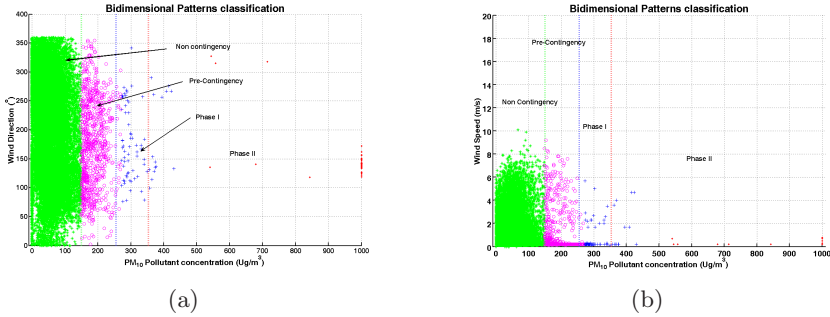 Bidimensional Patterns classification
400
350
300
250
200
150
100
50
0
Wind Direction (°)
Non contingency
Pre-Contingency
Phase I
Phase II
0 100 200 300 400 500 600 700 800 900 1000
PM10 Pollutant concentration (Ug/m3)
(a)
Bidimensional Patterns classification
20
18
16
14
12
10
8
6
4
2
0
Wind Speed (m/s)
Pre-Contingency
Non Contingency
Phase I
Phase II
0 100 200 300 400 500 600 700 800 900 1000
PM10 Pollutant concentration (Ug/m3)
(b)